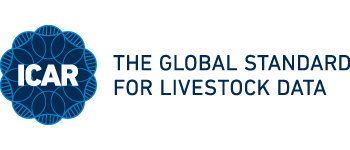 ICAR
THE GLOBAL STANDARD
FOR LIVESTOCK DATA